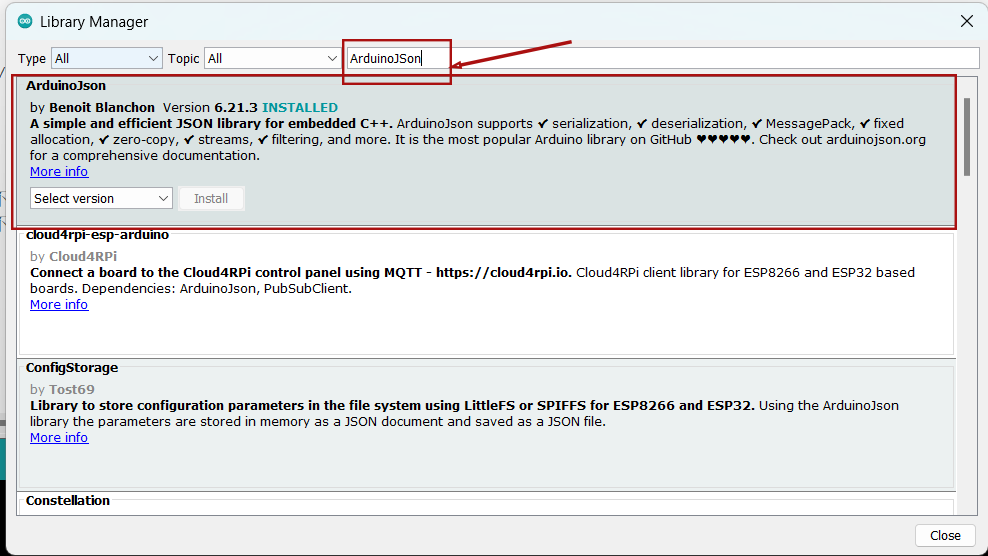 Library Manager
Type All Topic All ArduinoJSon
ArduinoJson
by Benoit Blanchon Version 6.21.3 INSTALLED
A simple and efficient JSON library for embedded C++. ArduinoJson supports ✔ serialization, ✔ deserialization, ✔ MessagePack, ✔ fixed
allocation, ✔ zero-copy, ✔ streams, ✔ filtering, and more. It is the most popular Arduino library on GitHub ♥♥♥♥♥. Check out arduinojson.org
for a comprehensive documentation.
More info
Select version Install
cloud4rpi-esp-arduino
by Cloud4RPi
Connect a board to the Cloud4RPi control panel using MQTT - https://cloud4rpi.io. Cloud4RPi client library for ESP8266 and ESP32 based
boards. Dependencies: ArduinoJson, PubSubClient.
More info
ConfigStorage
by Tost69
Library to store configuration parameters in the file system using LittleFS or SPIFFS for ESP8266 and ESP32. Using the ArduinoJson
library the parameters are stored in memory as a JSON document and saved as a JSON file.
More info
Constellation
Close